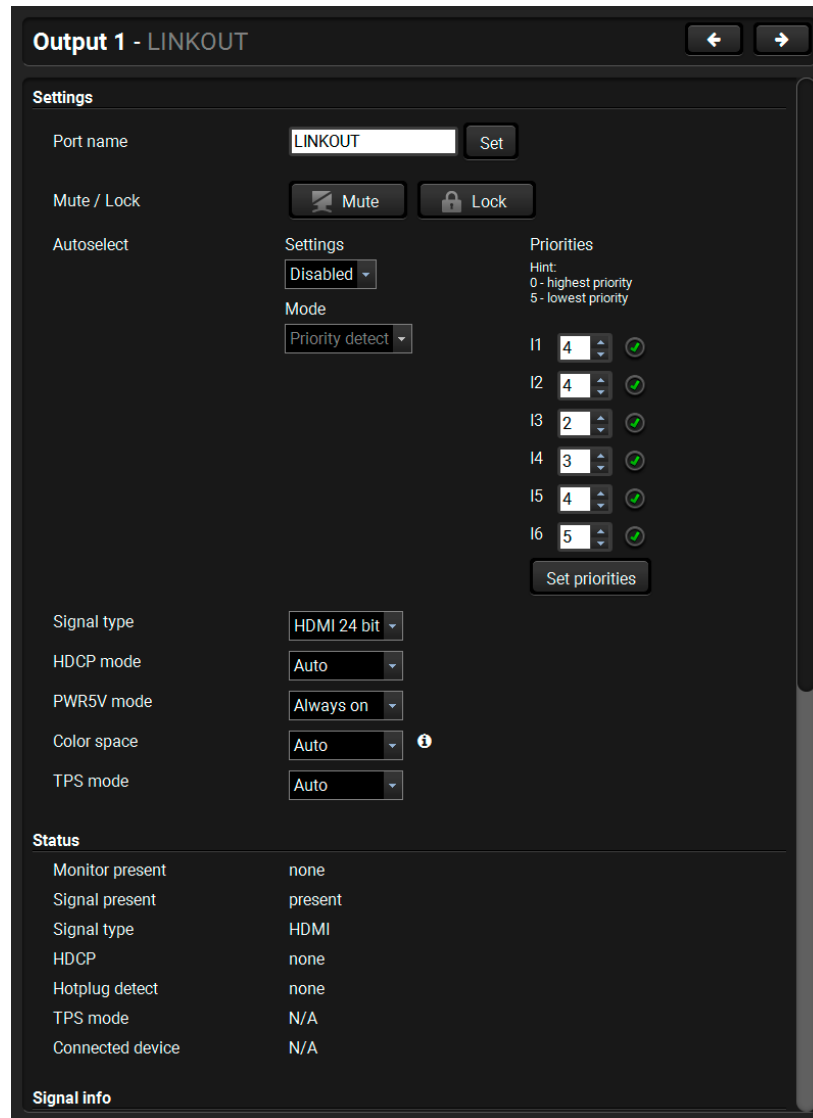 Output 1 - LINKOUT
Settings
Port name LINKOUT Set
Mute / Lock Mute Lock
Autoselect Settings Priorities
Disabled
Hint:
0 - highest priority
5 - lowest priority
Mode
Priority detect
I1 4
I2 4
I3 2
I4 3
I5 4
I6 5
Set priorities
Signal type HDMI 24 bit
HDCP mode Auto
PWR5V mode Always on
Color space Auto
TPS mode Auto
Status
Monitor present none
Signal present present
Signal type HDMI
HDCP none
Hotplug detect none
TPS mode N/A
Connected device N/A
Signal info